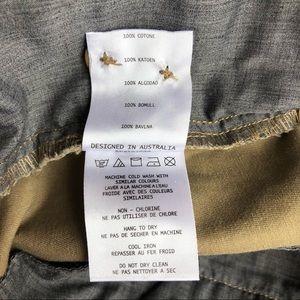 100% COTONE
100% KATOEN
100% ALGODAO
100% BOMULL
100% BAVLNA
DESIGNED IN AUSTRALIA
MACHINE COLD WASH WITH
SIMILAR COLOURS
LAVER A LA MACHINE A L'EAU
FROIDE AVEC DES COULEURS
SIMILAIRES
NON - CHLORINE
NE PAS UTILISER DE CHLORE
HANG TO DRY
NE PAS DE SECHER EN MACHINE
COOL IRON
REPASSER AU FER FROID
DO NOT DRY CLEAN
NE PAS NETTOYER A SEC